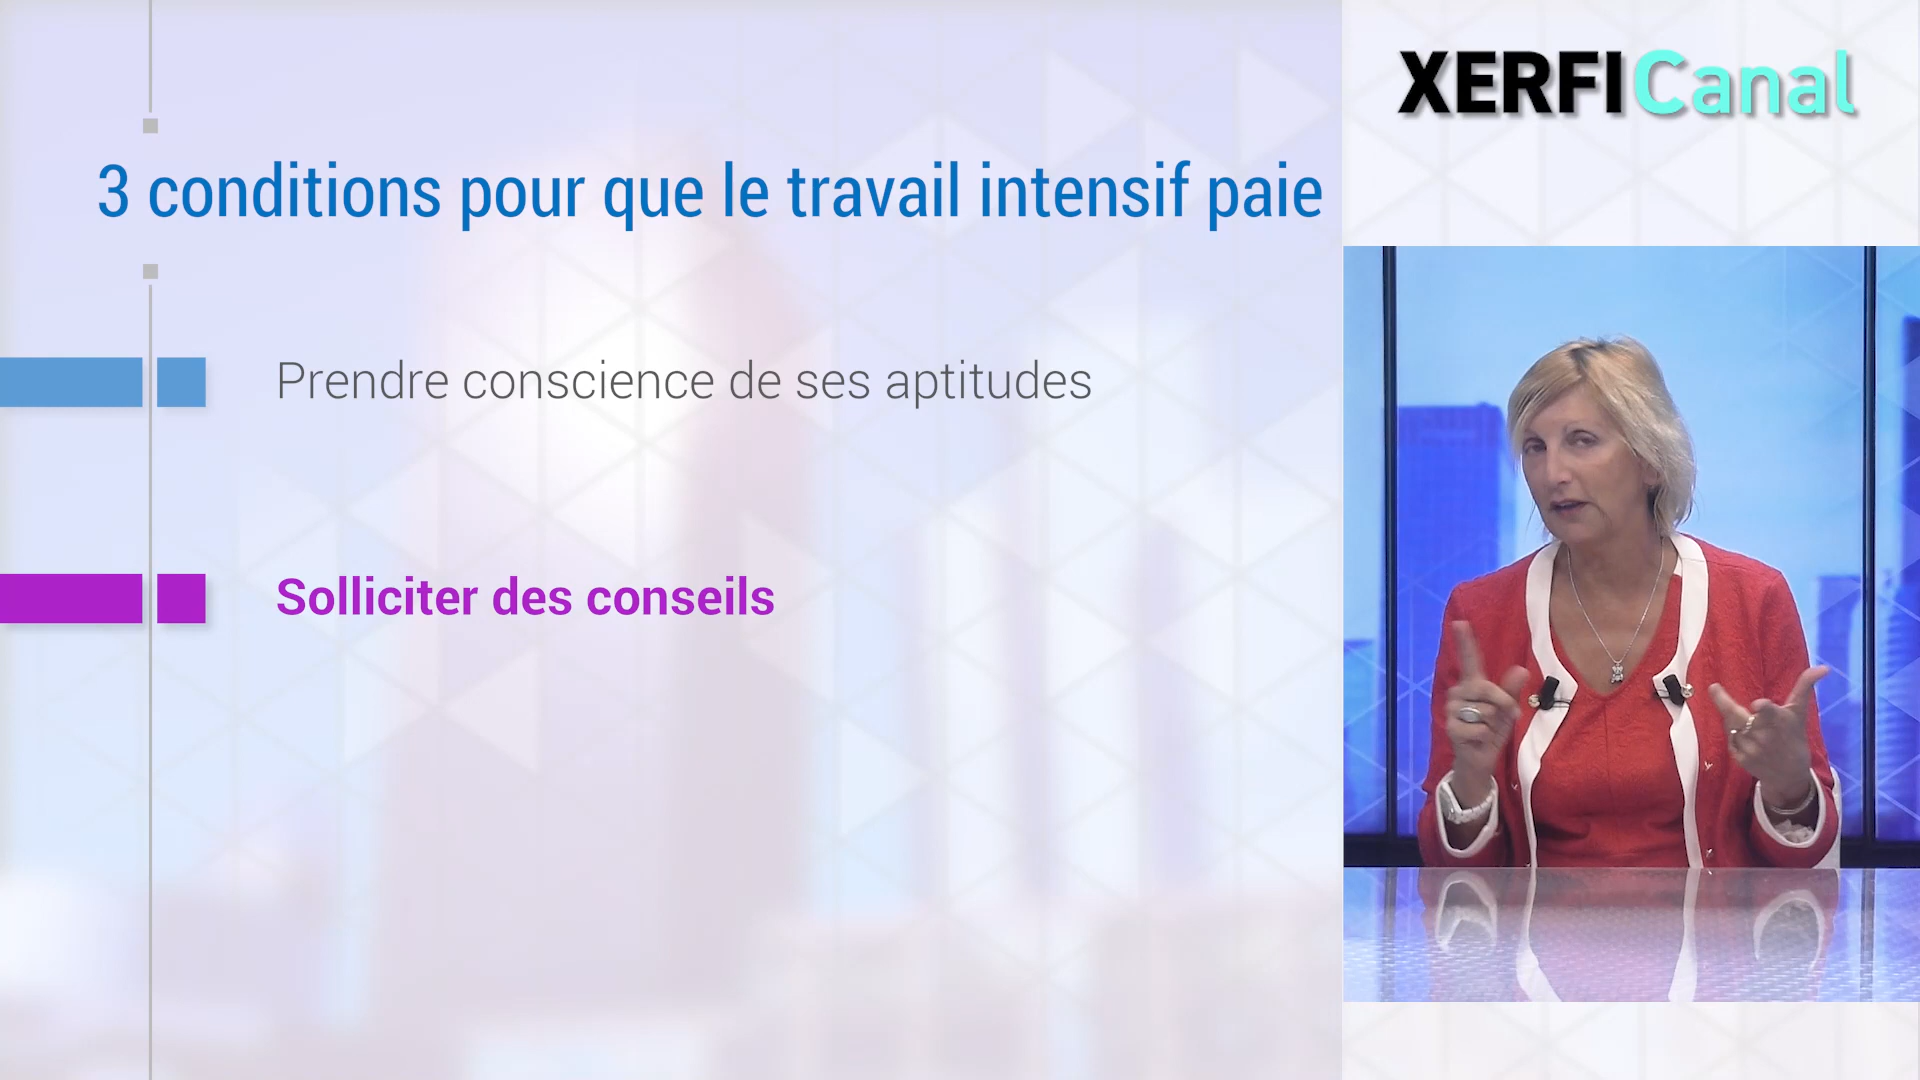 XERFI Canal
3 conditions pour que le travail intensif paie
Prendre conscience de ses aptitudes
Solliciter des conseils